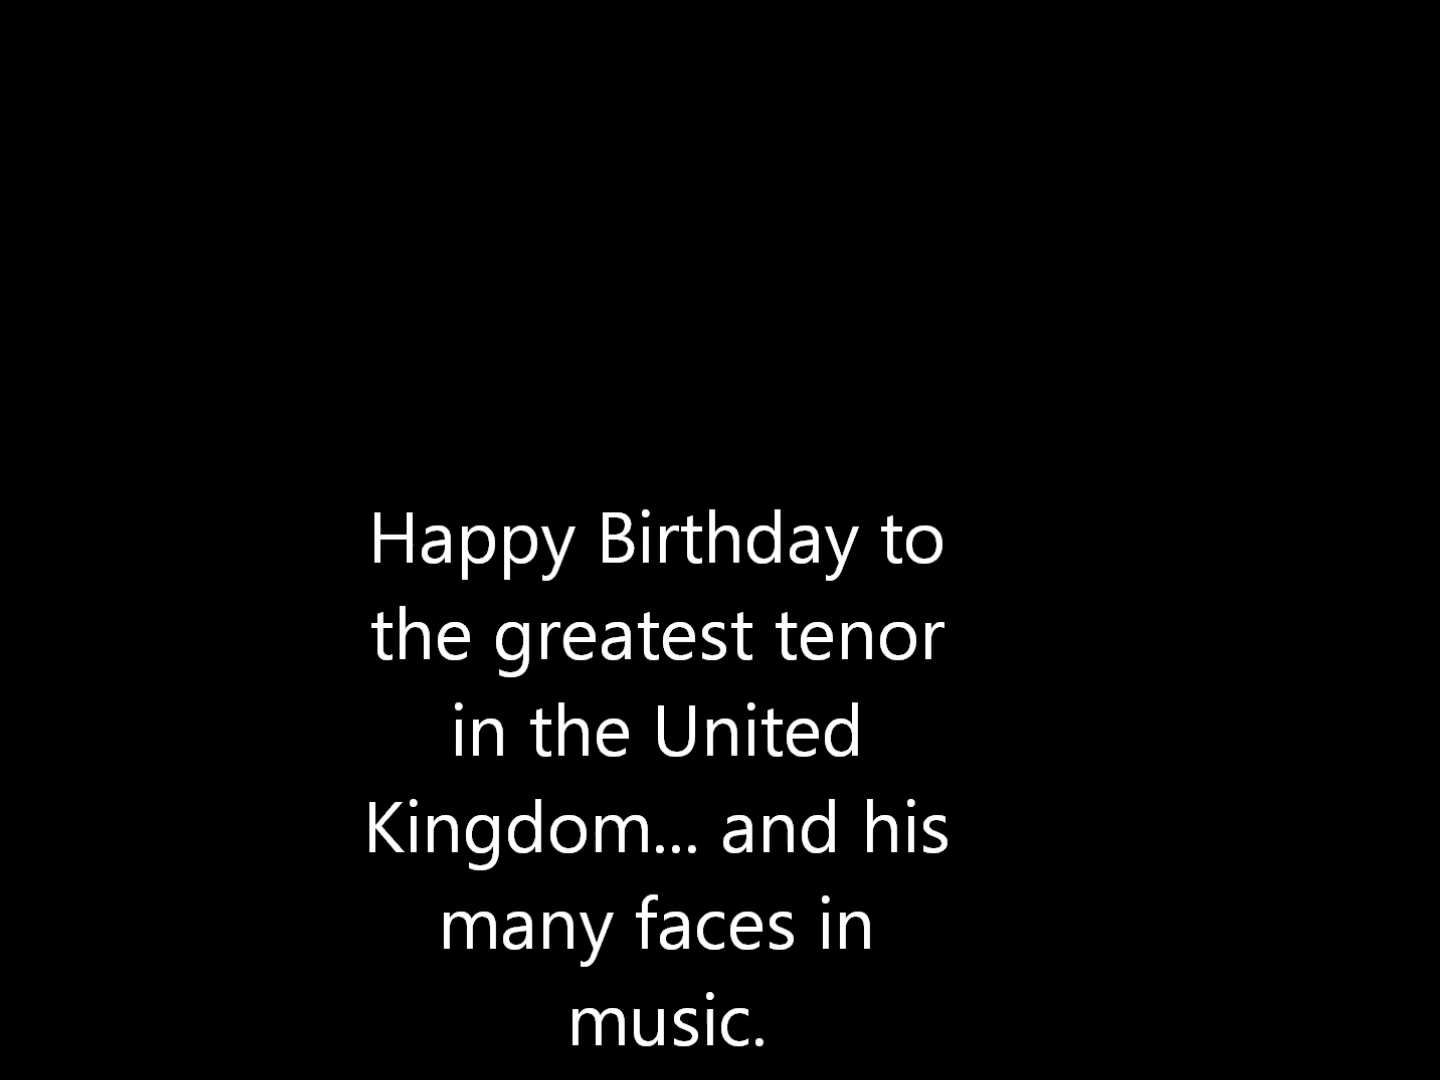 Happy Birthday to
the greatest tenor
in the United
Kingdom... and his
many faces in
music.